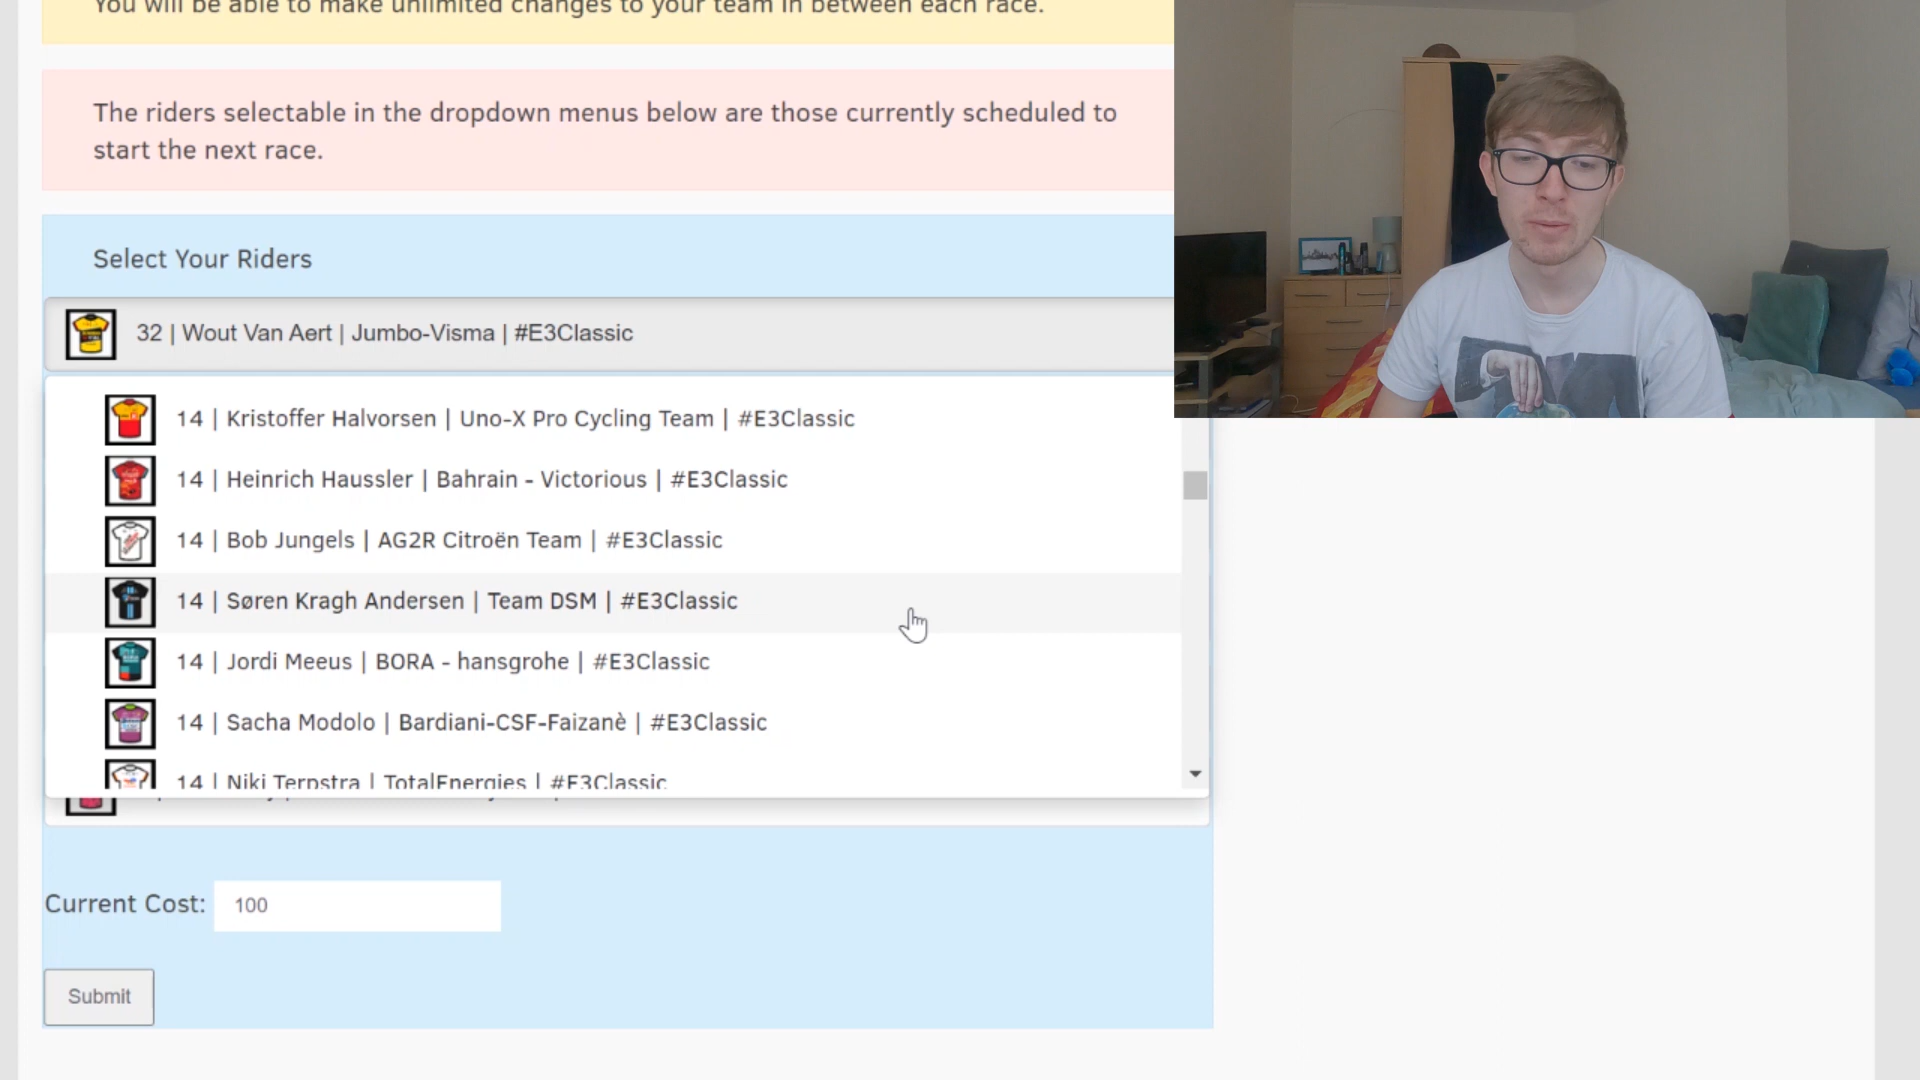 You will be able to make unlimited changes to your team in between each race.
The riders selectable in the dropdown menus below are those currently scheduled to
start the next race.
Select Your Riders
32 | Wout Van Aert | Jumbo-Visma | #E3Classic
14 | Kristoffer Halvorsen | Uno-X Pro Cycling Team | #E3Classic
14 | Heinrich Haussler | Bahrain - Victorious | #E3Classic
14 | Bob Jungels | AG2R Citroën Team | #E3Classic
14 | Søren Kragh Andersen | Team DSM | #E3Classic
14 | Jordi Meeus | BORA - hansgrohe | #E3Classic
14 | Sacha Modolo | Bardiani-CSF-Faizanè | #E3Classic
14 | Niki Terpstra | TotalEnergies | #E3Classic
Current Cost: 100
Submit